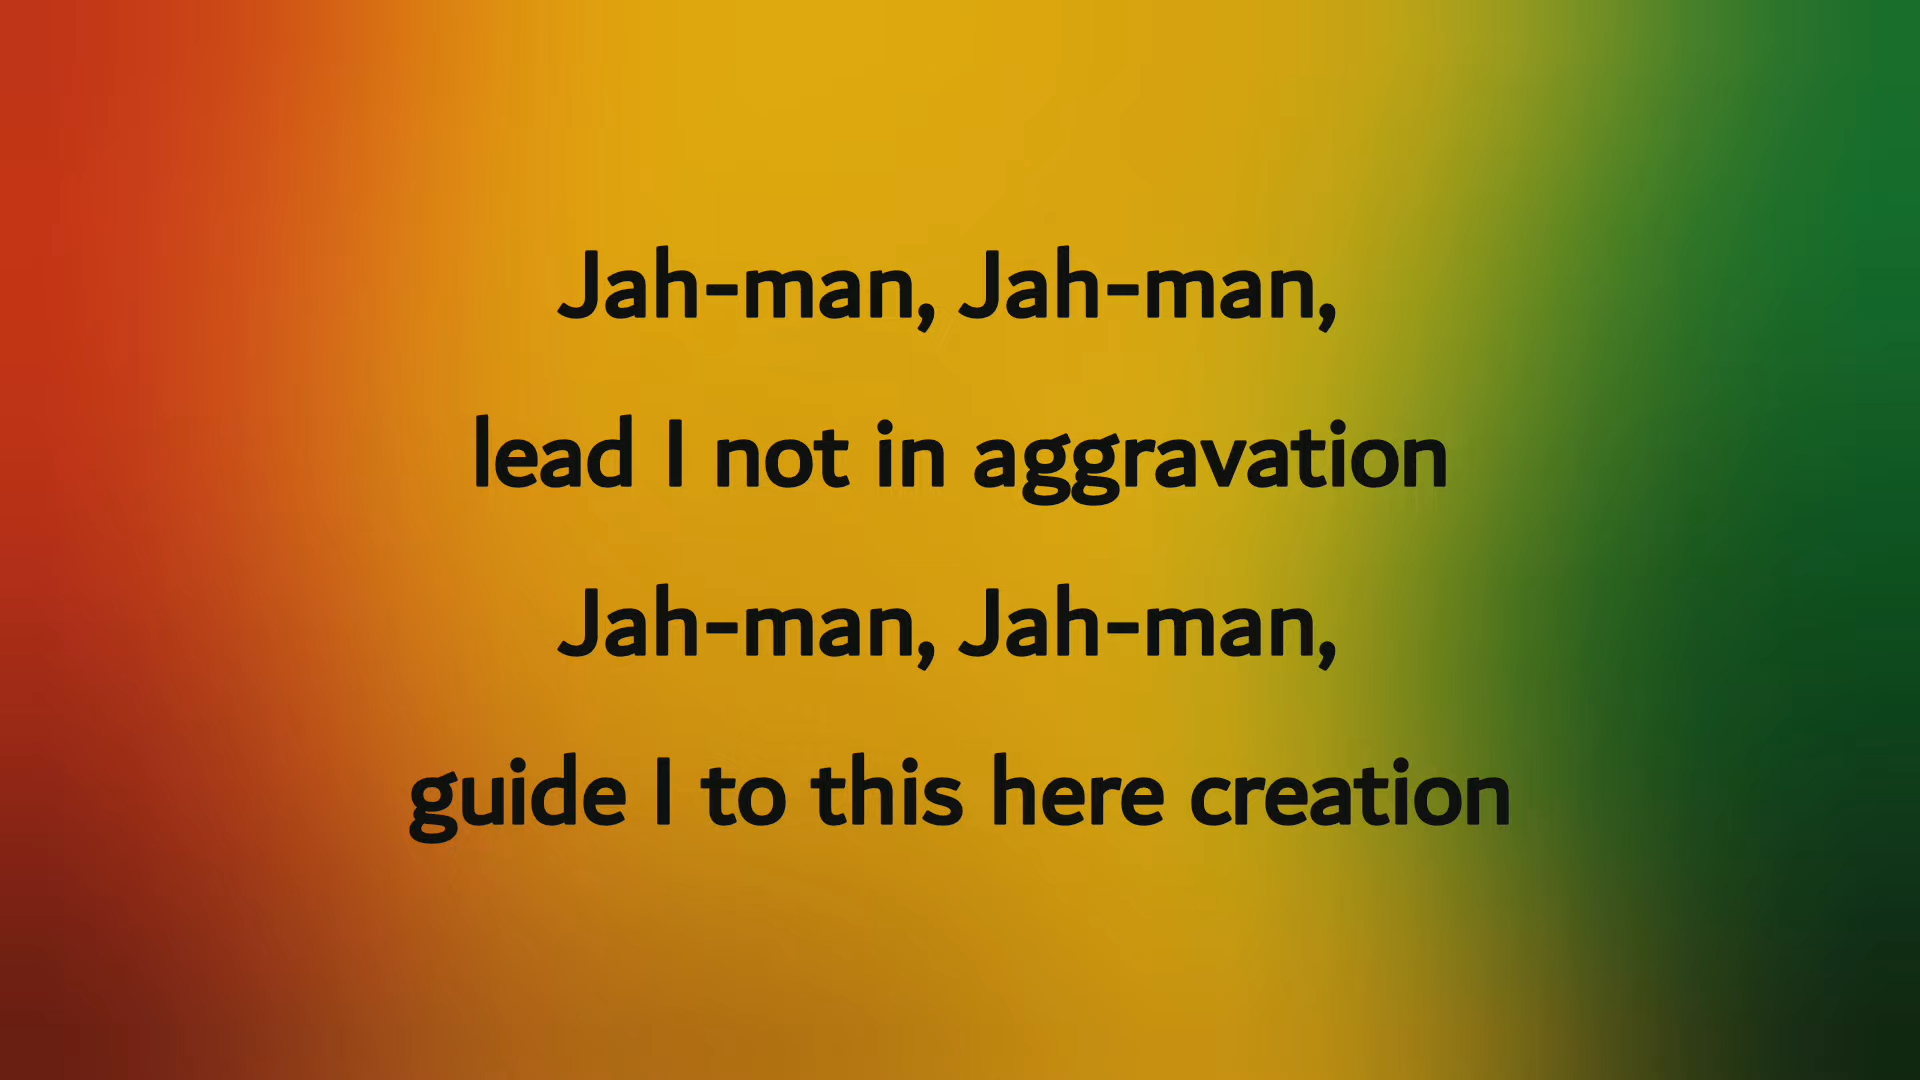 Jah-man, Jah-man,
lead I not in aggravation
Jah-man, Jah-man,
guide I to this here creation